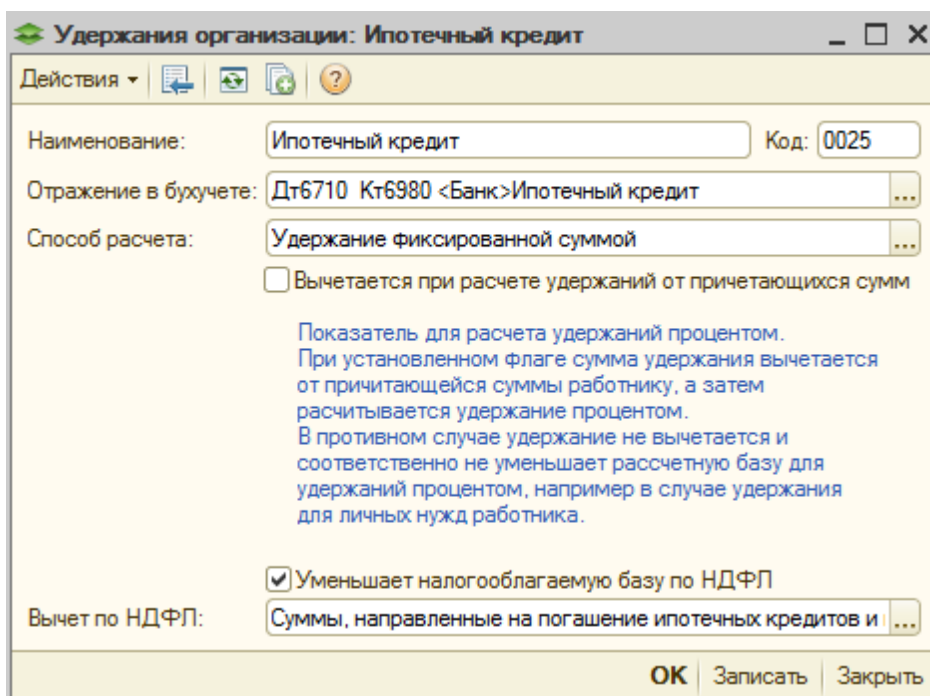 Удержания организации: Ипотечный кредит
Действия
Наименование: Ипотечный кредит Код: 0025
Отражение в бухучете: Дт6710 Кт6980 <Банк>Ипотечный кредит ...
Способ расчета: Удержание фиксированной суммой ...
Вычетается при расчете удержаний от причетающихся сумм
Показатель для расчета удержаний процентом.
При установленном флаге сумма удержания вычетается
от причитающейся суммы работнику, а затем
расчитывается удержание процентом.
В противном случае удержание не вычетается и
соответственно не уменьшает рассчетную базу для
удержаний процентом, например в случае удержания
для личных нужд работника.
Уменьшает налогооблагаемую базу по НДФЛ
Вычет по НДФЛ: Суммы, направленные на погашение ипотечных кредитов и ...
ОК Записать Закрыть